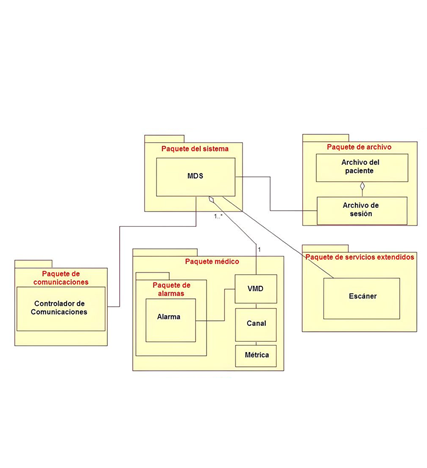 Paquete del sistema
MDS
1..*
Paquete de archivo
Archivo del
paciente
Archivo de
sesión
Paquete de
comunicaciones
Controlador de
Comunicaciones
Paquete médico
1
Paquete de
alarmas
Alarma
VMD
Canal
Métrica
Paquete de servicios extendidos
Escáner